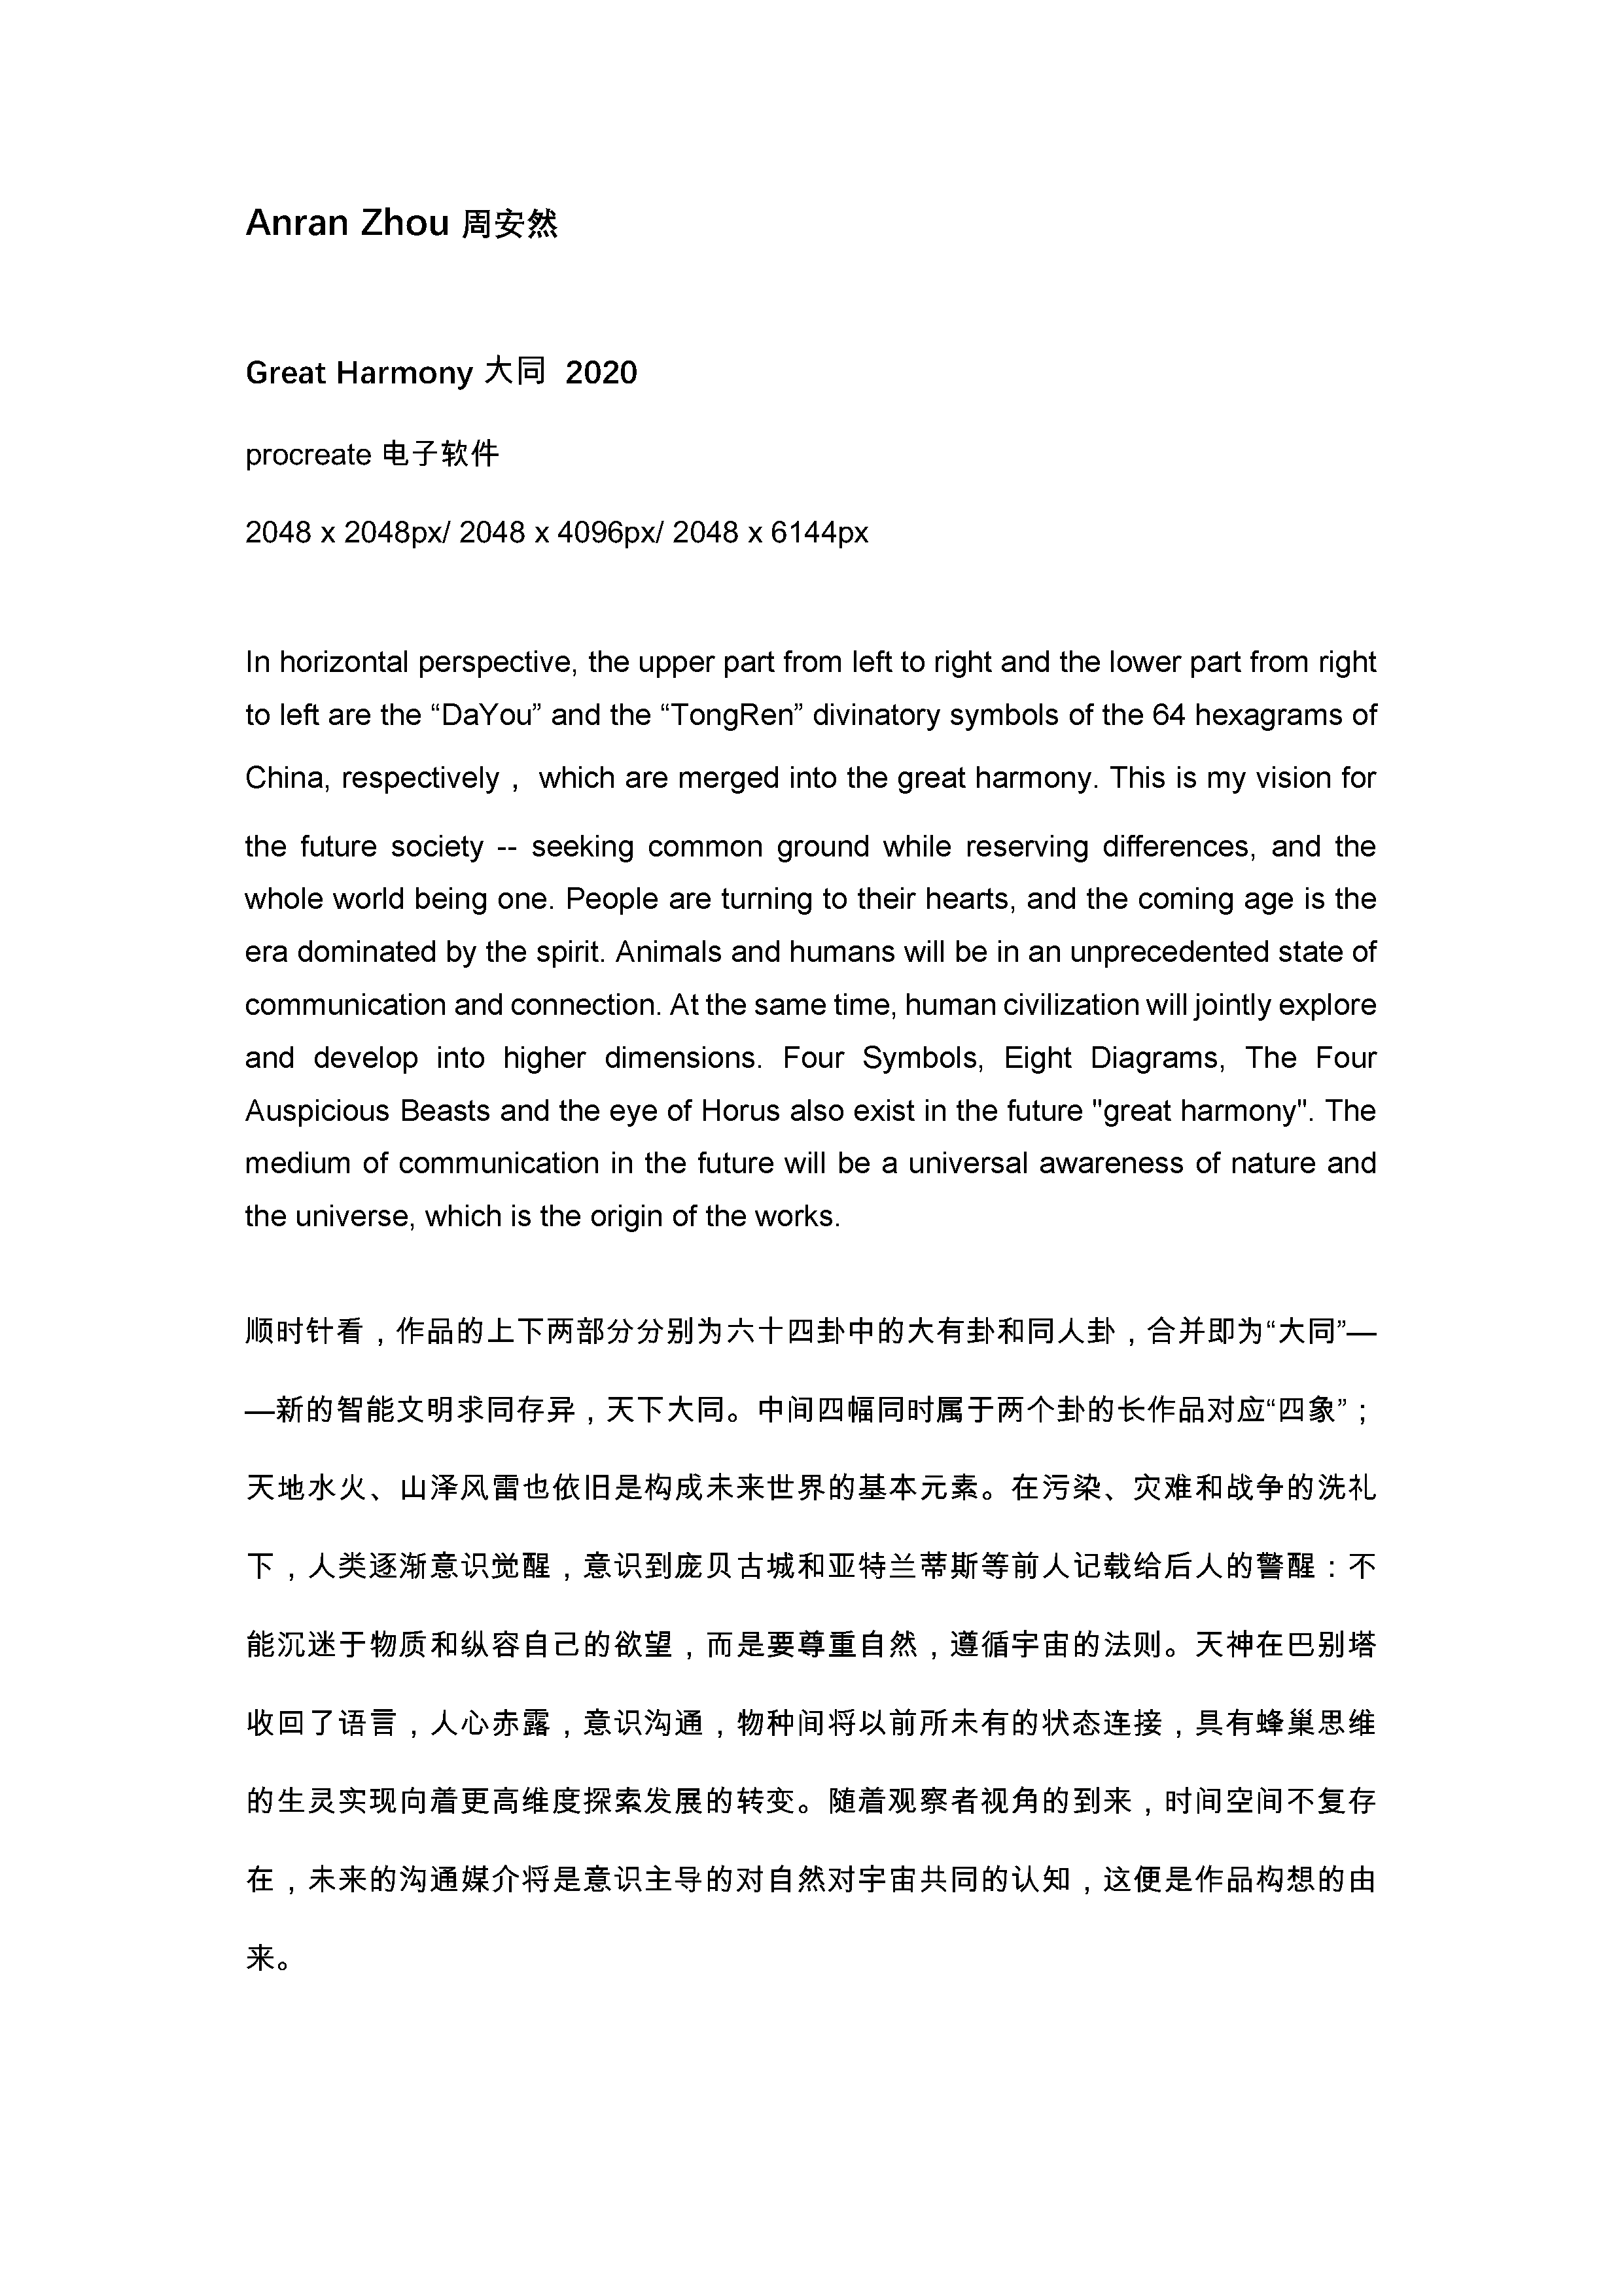 Anran Zhou 周安然
Great Harmony 大同 2020
procreate 电子软件
2048 x 2048px/ 2048 x 4096px/ 2048 x 6144px
In horizontal perspective, the upper part from left to right and the lower part from right
to left are the “DaYou” and the “TongRen” divinatory symbols of the 64 hexagrams of
China, respectively， which are merged into the great harmony. This is my vision for
the future society -- seeking common ground while reserving differences, and the
whole world being one. People are turning to their hearts, and the coming age is the
era dominated by the spirit. Animals and humans will be in an unprecedented state of
communication and connection. At the same time, human civilization will jointly explore
and develop into higher dimensions. Four Symbols, Eight Diagrams, The Four
Auspicious Beasts and the eye of Horus also exist in the future "great harmony". The
medium of communication in the future will be a universal awareness of nature and
the universe, which is the origin of the works.
顺时针看，作品的上下两部分分别为六十四卦中的大有卦和同人卦，合并即为“大同”—
—新的智能文明求同存异，天下大同。中间四幅同时属于两个卦的长作品对应“四象”；
天地水火、山泽风雷也依旧是构成未来世界的基本元素。在污染、灾难和战争的洗礼
下，人类逐渐意识觉醒，意识到庞贝古城和亚特兰蒂斯等前人记载给后人的警醒：不
能沉迷于物质和纵容自己的欲望，而是要尊重自然，遵循宇宙的法则。天神在巴别塔
收回了语言，人心赤露，意识沟通，物种间将以前所未有的状态连接，具有蜂巢思维
的生灵实现向着更高维度探索发展的转变。随着观察者视角的到来，时间空间不复存
在，未来的沟通媒介将是意识主导的对自然对宇宙共同的认知，这便是作品构想的由
来。